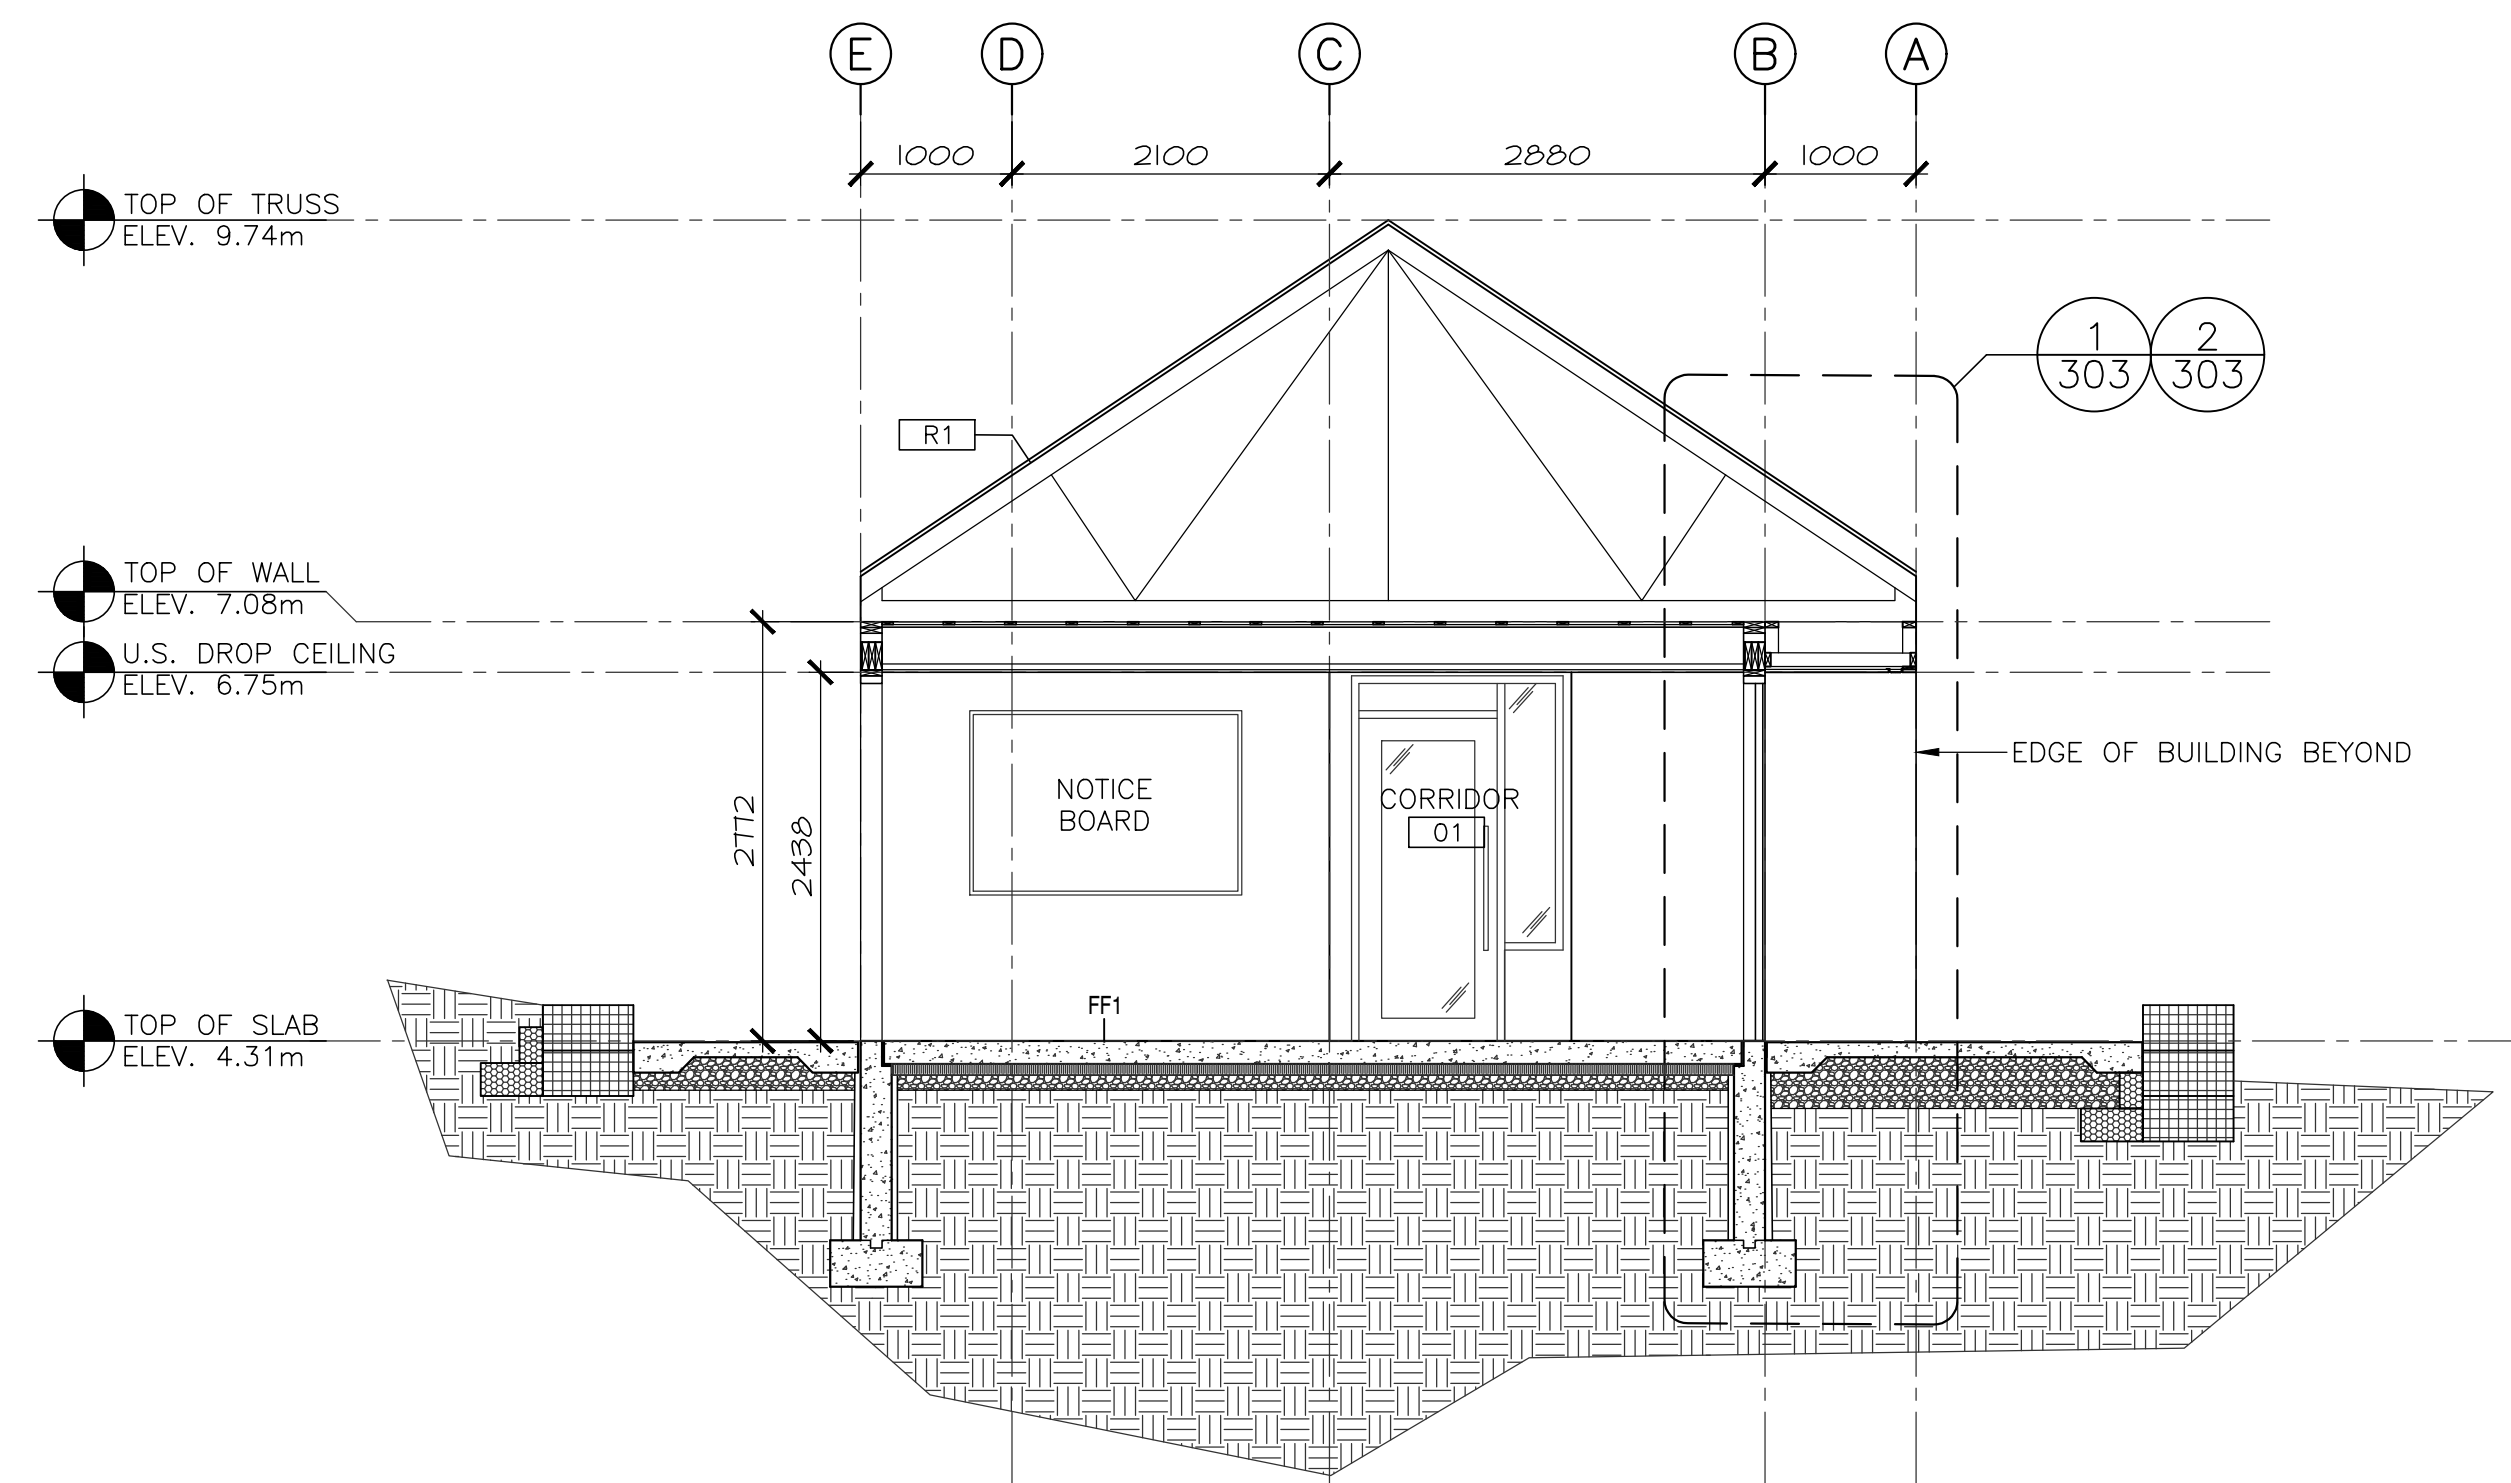 E D C B A
1000 2100 2880 1000
TOP OF TRUSS
ELEV. 9.74m
1 2
303 303
R1
TOP OF WALL
ELEV. 7.08m
U.S. DROP CEILING
ELEV. 6.75m
EDGE OF BUILDING BEYOND
NOTICE
BOARD
CORRIDOR
01
2772
2438
FF1
TOP OF SLAB
ELEV. 4.31m